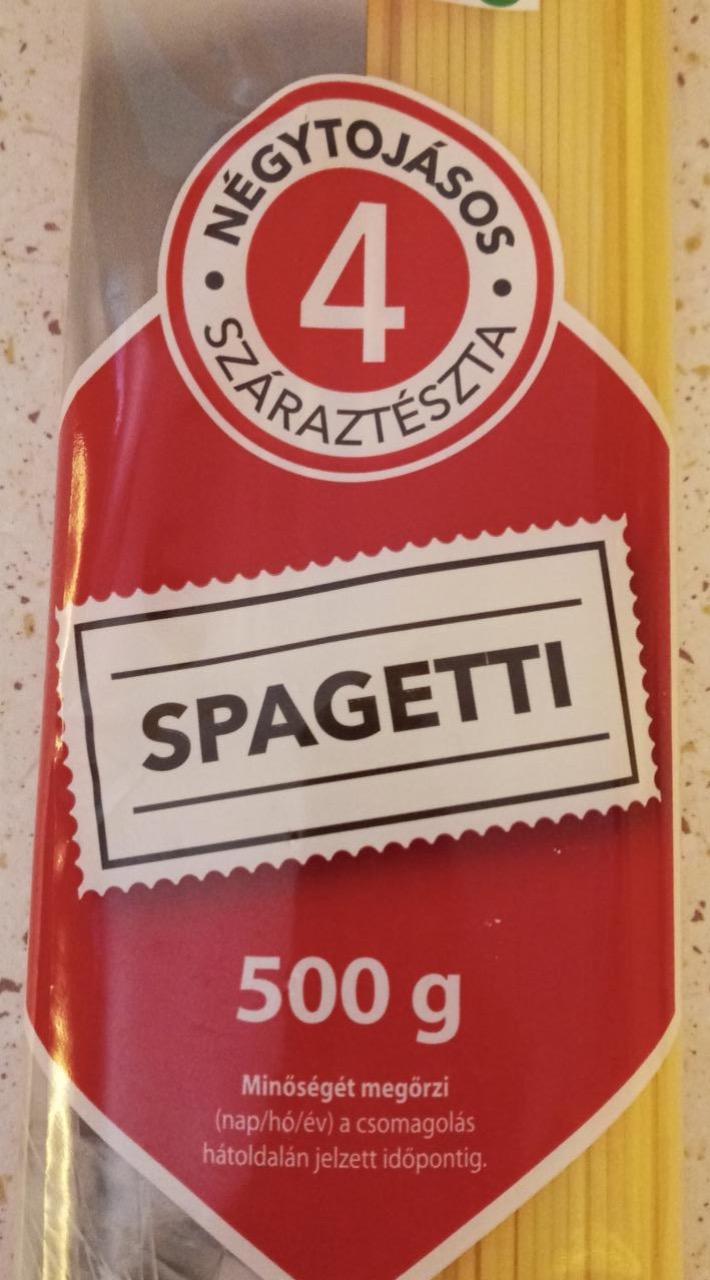 NÉGYTOJÁSOS
4
SZÁRAZTÉSZTA
SPAGETTI
500 g
Minőségét megőrzi
(nap/hó/év) a csomagolás
hátoldalán jelzett időpontig.